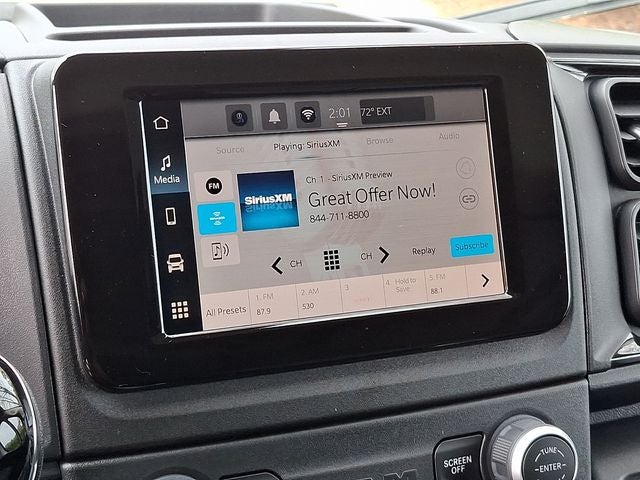 2:01 72° EXT
Source Playing: SiriusXM Browse Audio
Media
Ch 1 - SiriusXM Preview
FM
SiriusXM
Great Offer Now!
844-711-8800
CH CH Replay Subscribe
All Presets
1. FM
87.9
2. AM
530
3
4. Hold to
Save
5. FM
88.1
SCREEN
OFF
TUNE
ENTER